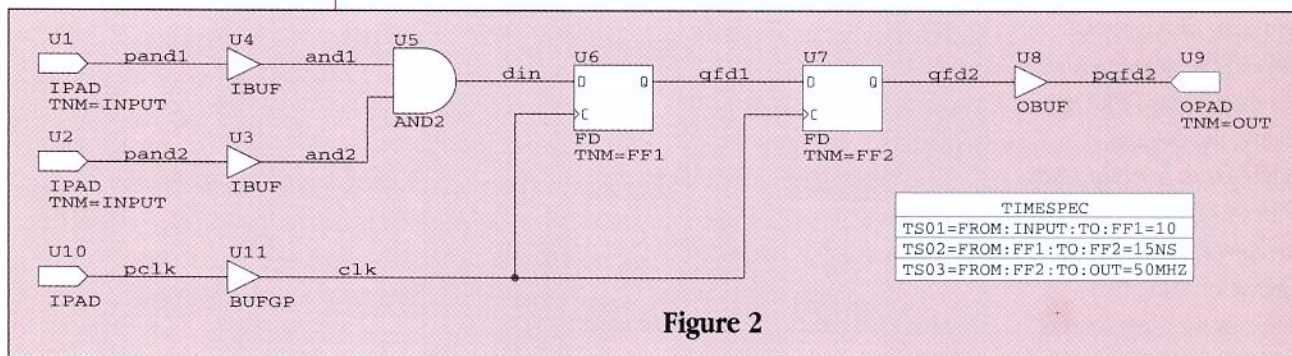 U1
pand1
IPAD
TNM=INPUT
U4
and1
IBUF
U5
AND2
U2
pand2
IPAD
TNM=INPUT
U3
and2
IBUF
din
U6
D
Q
C
FD
TNM=FF1
qfd1
U7
D
Q
C
FD
TNM=FF2
qfd2
U8
OBUF
pqfd2
U9
OPAD
TNM=OUT
U10
pclk
IPAD
U11
clk
BUFGP
TIMESPEC
TS01=FROM:INPUT:TO:FF1=10
TS02=FROM:FF1:TO:FF2=15NS
TS03=FROM:FF2:TO:OUT=50MHZ
Figure 2